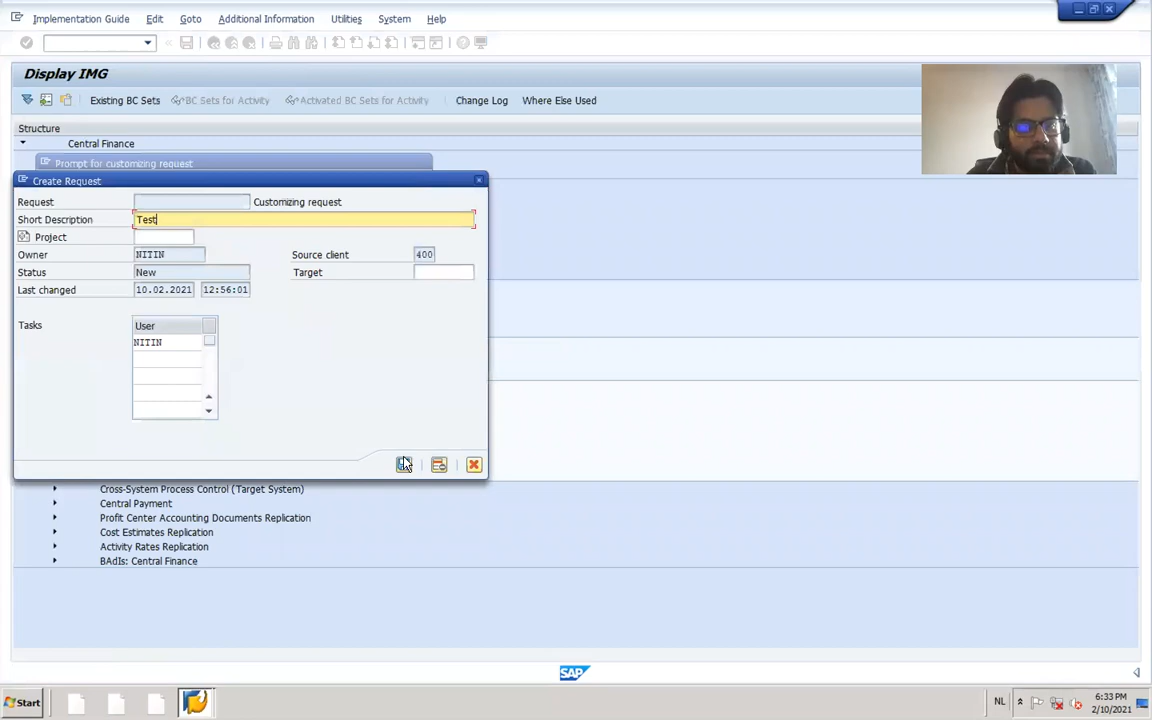 Implementation Guide Edit Goto Additional Information Utilities System Help
Display IMG
Existing BC Sets BC Sets for Activity Activated BC Sets for Activity Change Log Where Else Used
Structure
Central Finance
Prompt for customizing request
Create Request
Request Customizing request
Short Description Test
Project
Owner NITIN Source client 400
Status New Target
Last changed 10.02.2021 12:56:01
Tasks User
NITIN
Cross-System Process Control (Target System)
Central Payment
Profit Center Accounting Documents Replication
Cost Estimates Replication
Activity Rates Replication
BAdIs: Central Finance
SAP
Start NL 6:33 PM
2/10/2021